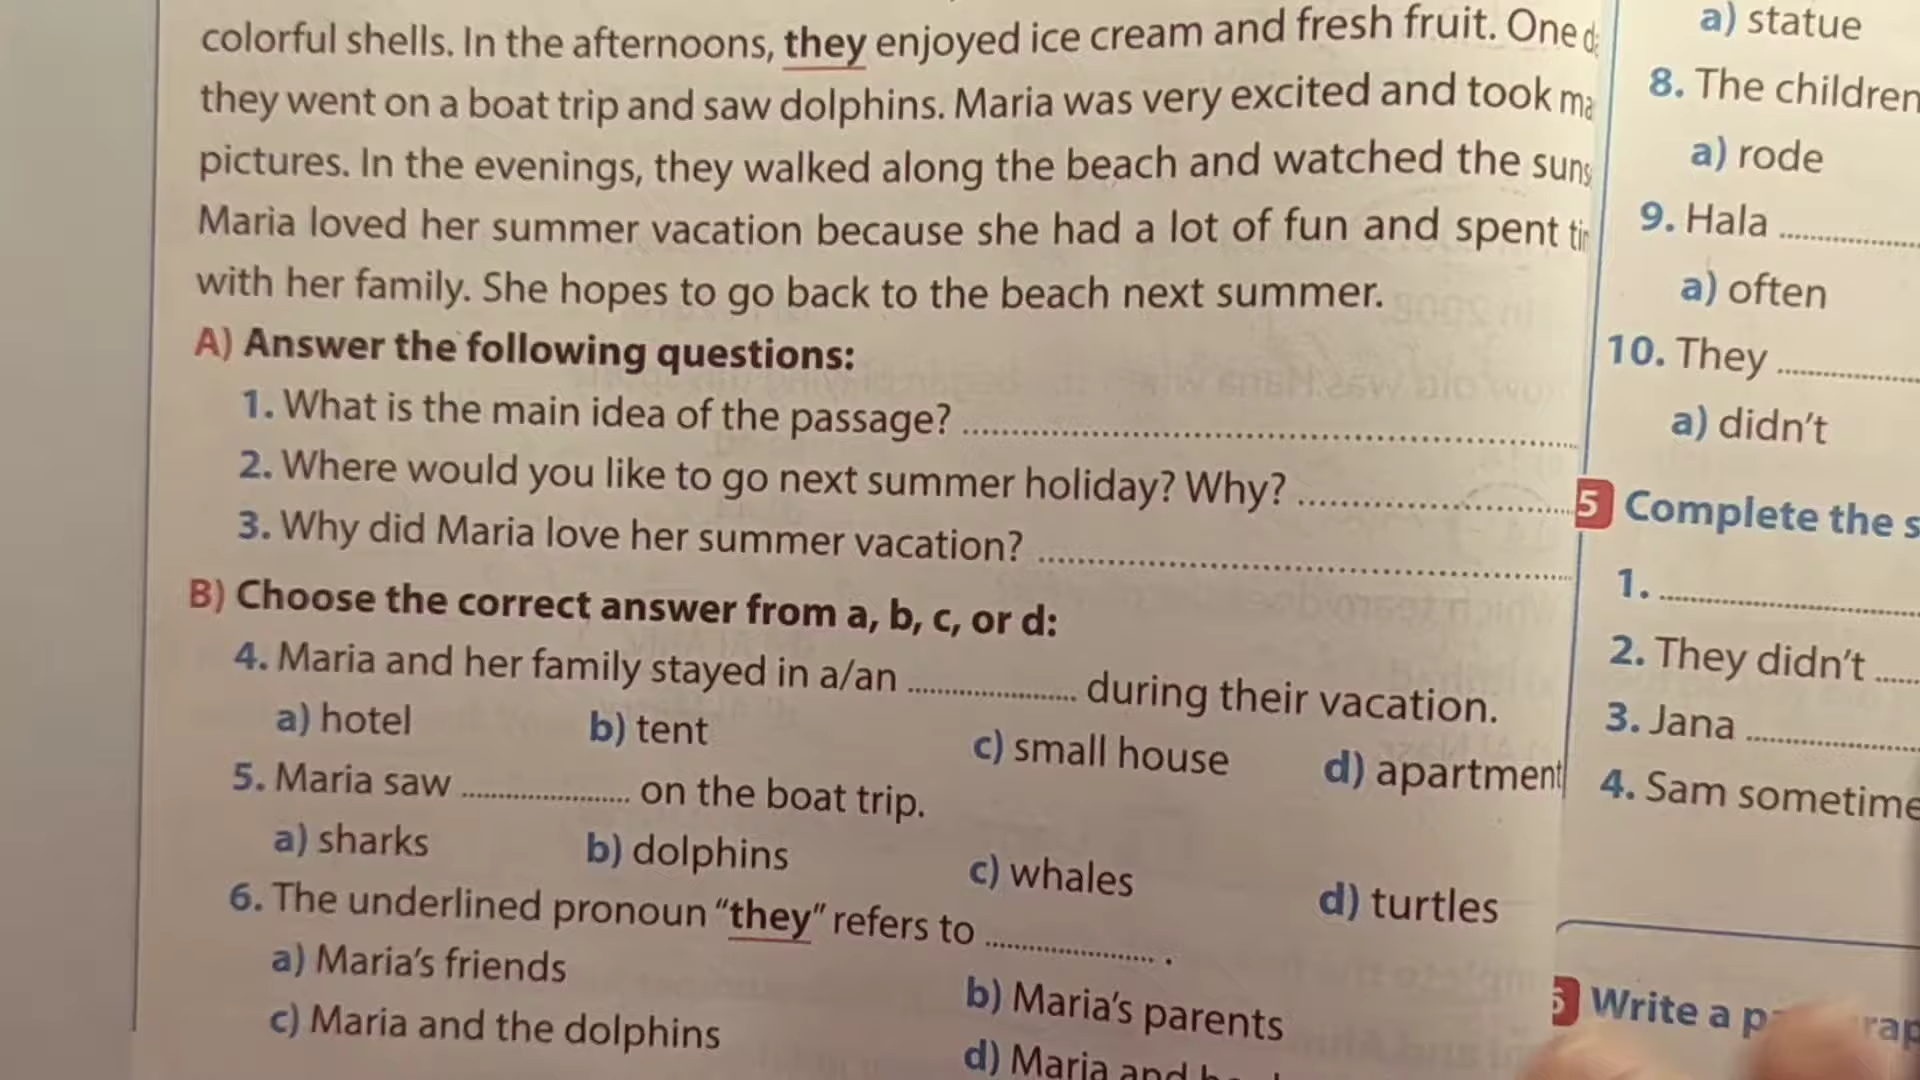 colorful shells. In the afternoons, they enjoyed ice cream and fresh fruit. One
they went on a boat trip and saw dolphins. Maria was very excited and took
pictures. In the evenings, they walked along the beach and watched the
Maria loved her summer vacation because she had a lot of fun and spent
with her family. She hopes to go back to the beach next summer.
A) Answer the following questions:
1. What is the main idea of the passage? ........................
2. Where would you like to go next summer holiday? Why? ........................
3. Why did Maria love her summer vacation? ........................
B) Choose the correct answer from a, b, c, or d:
4. Maria and her family stayed in a/an ........................ during their vacation.
a) hotel b) tent c) small house d) apartment
5. Maria saw ........................ on the boat trip.
a) sharks b) dolphins c) whales d) turtles
6. The underlined pronoun “they” refers to ........................ .
a) Maria’s friends b) Maria’s parents
c) Maria and the dolphins d) Maria and
a) statue
8. The children
a) rode
9. Hala ........................
a) often
10. They ........................
a) didn’t
5 Complete the
1. ........................
2. They didn’t ........
3. Jana ........................
4. Sam
Write a